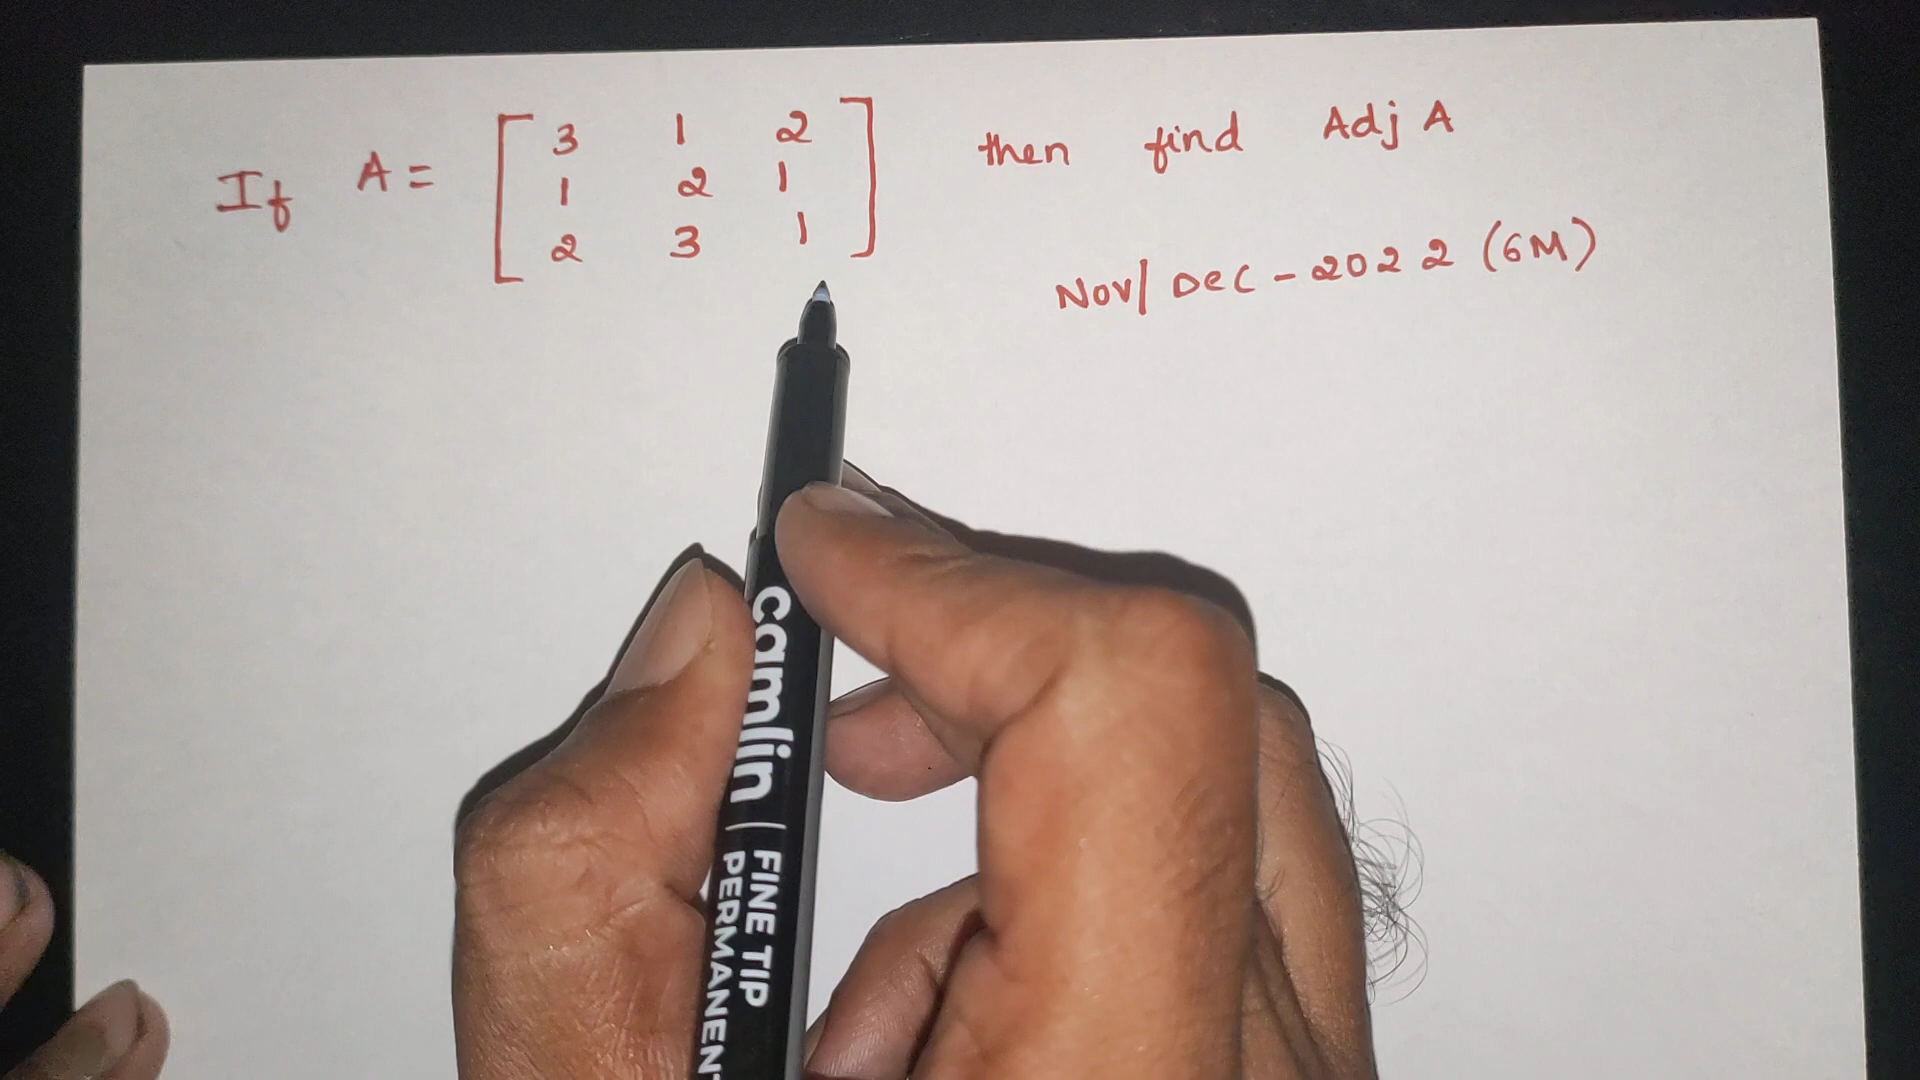 If A = [ 3 1 2 then find Adj A
1 2 1
2 3 1 ]
Nov/ Dec - 2022 (6M)
camlin | FINE TIP
PERMANENT